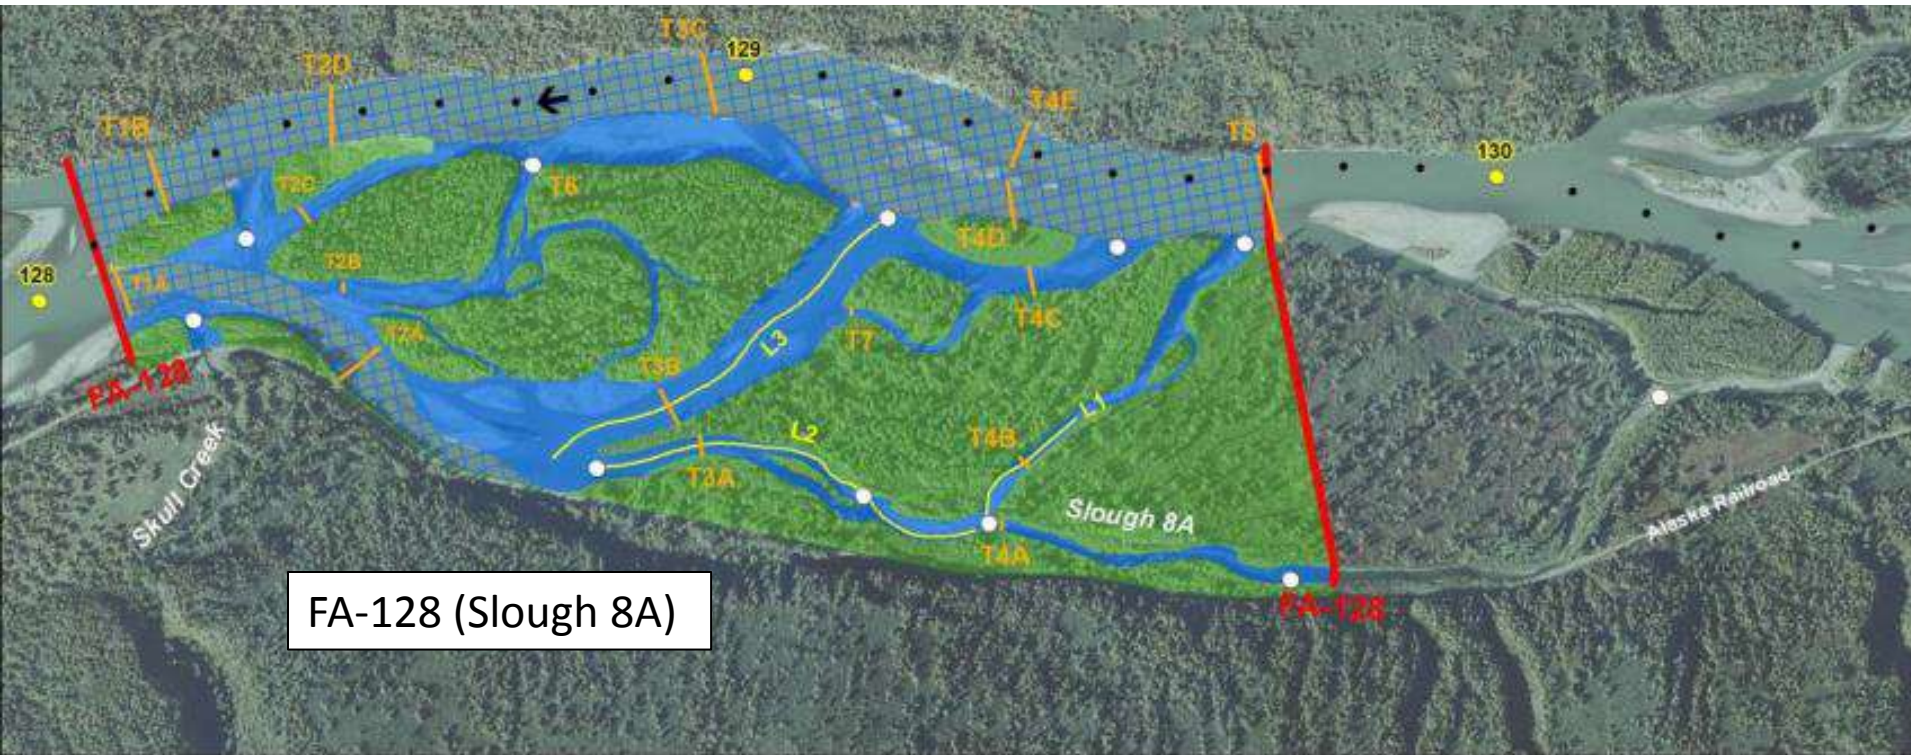 T3C
129
T2D
T4E
T1B
T5
130
T2C
T6
T4D
T2B
128
T1A
T4C
T2A
T7
L3
T3B
FA-128
L1
L2
T4B
T3A
Skull Creek
Slough 8A
Alaska Railroad
T4A
FA-128
FA-128 (Slough 8A)